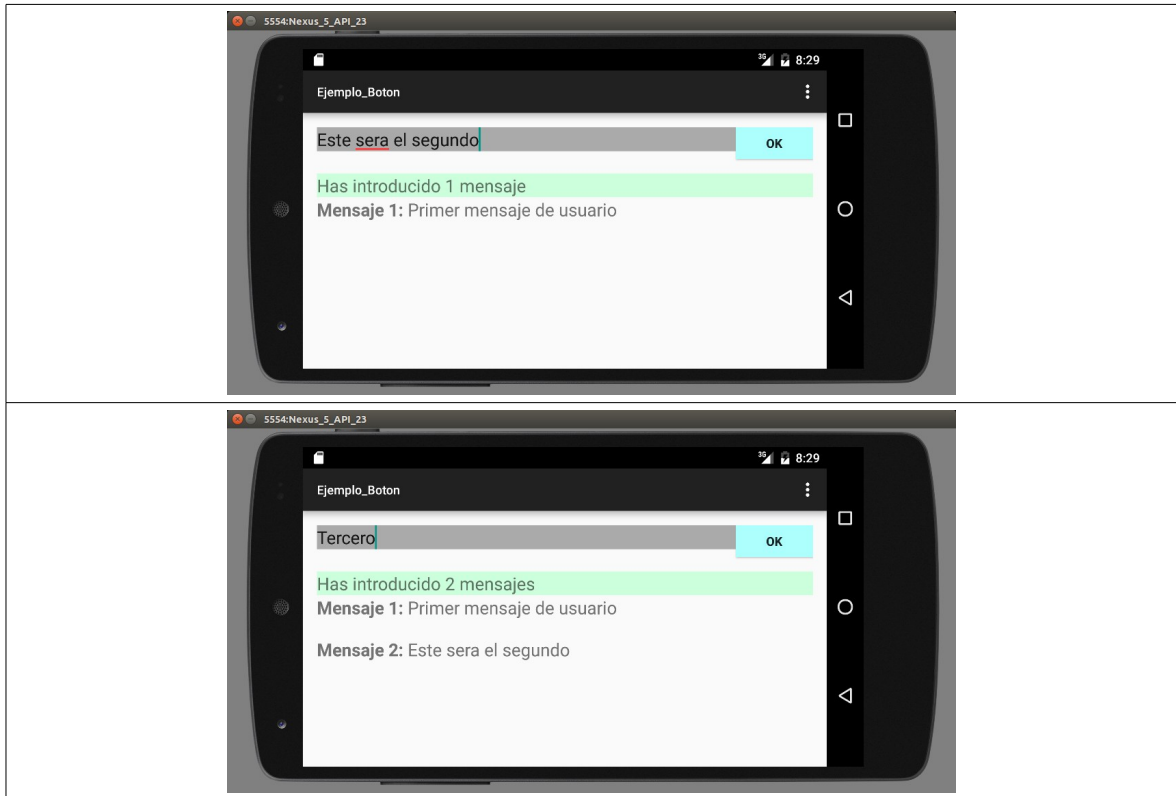 5554:Nexus_5_API_23
3G 8:29
Ejemplo_Boton
Este sera el segundo
OK
Has introducido 1 mensaje
Mensaje 1: Primer mensaje de usuario
5554:Nexus_5_API_23
3G 8:29
Ejemplo_Boton
Tercero
OK
Has introducido 2 mensajes
Mensaje 1: Primer mensaje de usuario
Mensaje 2: Este sera el segundo